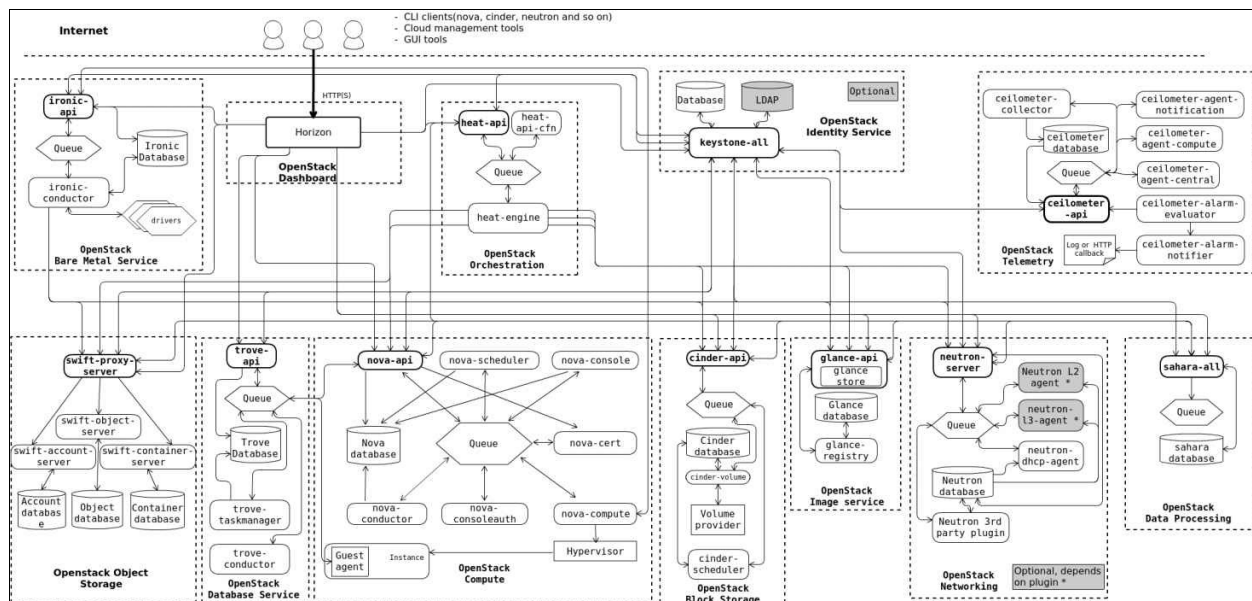 Internet
- CLI clients(nova, cinder, neutron and so on)
- Cloud management tools
- GUI tools
HTTP(S)
ironic-
api
Queue
Ironic
Database
ironic-
conductor
drivers
OpenStack
Bare Metal Service
Horizon
OpenStack
Dashboard
heat-api
heat-
api-cfn
Queue
heat-engine
OpenStack
Orchestration
Database
LDAP
Optional
keystone-all
OpenStack
Identity Service
ceilometer-
collector
ceilometer-agent-
notification
ceilometer
database
ceilometer-
agent-compute
Queue
ceilometer-
agent-central
ceilometer
-api
ceilometer-alarm-
evaluator
Log or HTTP
callback
ceilometer-alarm-
notifier
OpenStack
Telemetry
swift-proxy-
server
swift-object-
server
swift-account-
server
swift-container-
server
Account
databas
e
Object
database
Container
database
Openstack Object
Storage
trove-
api
Queue
Trove
Database
trove-
taskmanager
trove-
conductor
OpenStack
Database Service
nova-api
nova-scheduler
nova-console
Nova
database
Queue
nova-cert
nova-
conductor
nova-
consoleauth
nova-compute
Guest
agent
Instance
Hypervisor
OpenStack
Compute
cinder-api
Queue
Cinder
database
cinder-volume
Volume
provider
cinder-
scheduler
OpenStack
Block Storage
glance-api
glance
store
Glance
database
glance-
registry
OpenStack
Image service
neutron-
server
Neutron L2
agent *
neutron-
l3-agent *
Queue
neutron-
dhcp-agent
Neutron
database
Neutron 3rd
party plugin
OpenStack
Networking
Optional, depends
on plugin *
sahara-all
Queue
sahara
database
OpenStack
Data Processing